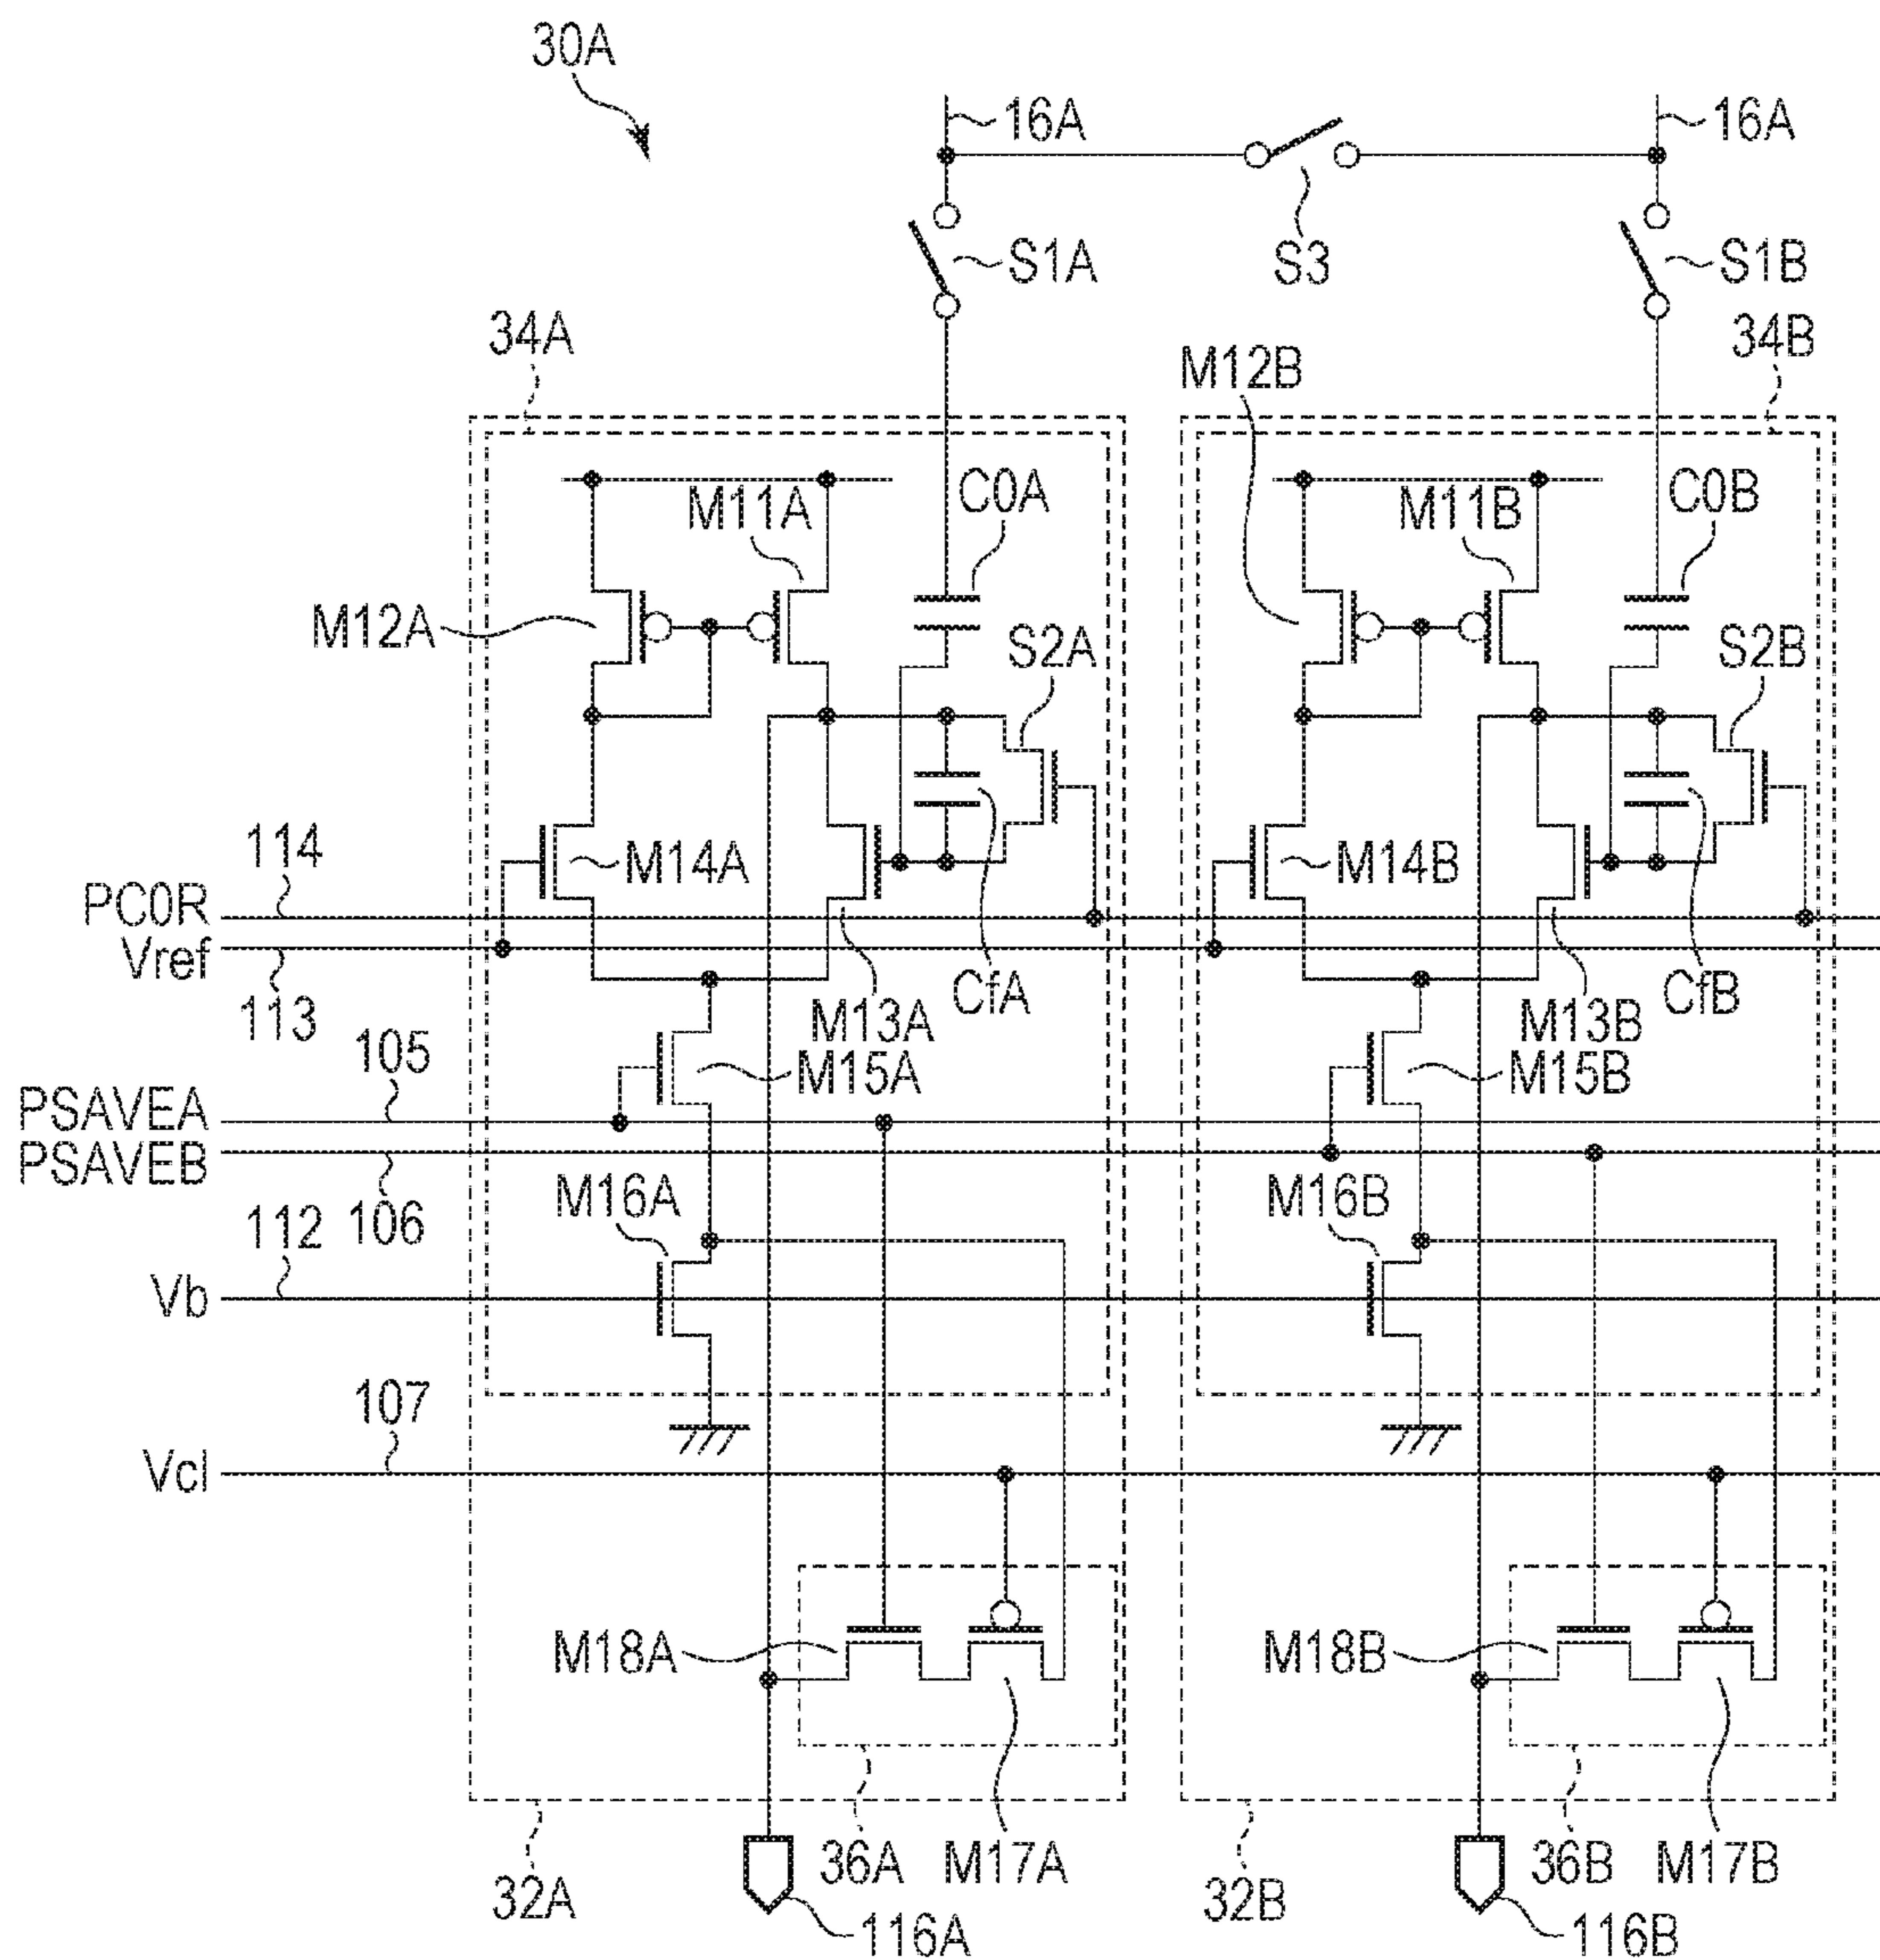 30A
16A
16A
S1A
S3
S1B
34A
34B
M12B
M11A
C0A
M11B
C0B
M12A
S2A
S2B
114
M14A
M14B
PC0R
Vref
113
CfA
CfB
M13A
M13B
105
M15A
M15B
PSAVEA
PSAVEB
106
M16A
M16B
112
Vb
107
Vcl
M18A
M18B
36A
M17A
36B
M17B
32A
32B
116A
116B